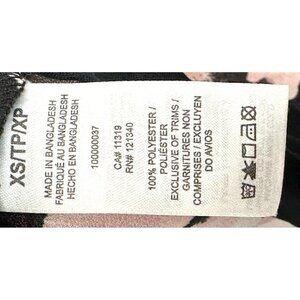 XS/TP/XP
MADE IN BANGLADESH
FABRIQUÉ AU BANGLADESH
HECHO EN BANGLADESH
100000037
CA# 11319
RN# 121340
100% POLYESTER /
POLIÉSTER
EXCLUSIVE OF TRIMS /
GARNITURES NON
COMPRISES / EXCLUYEN
DO AVIOS